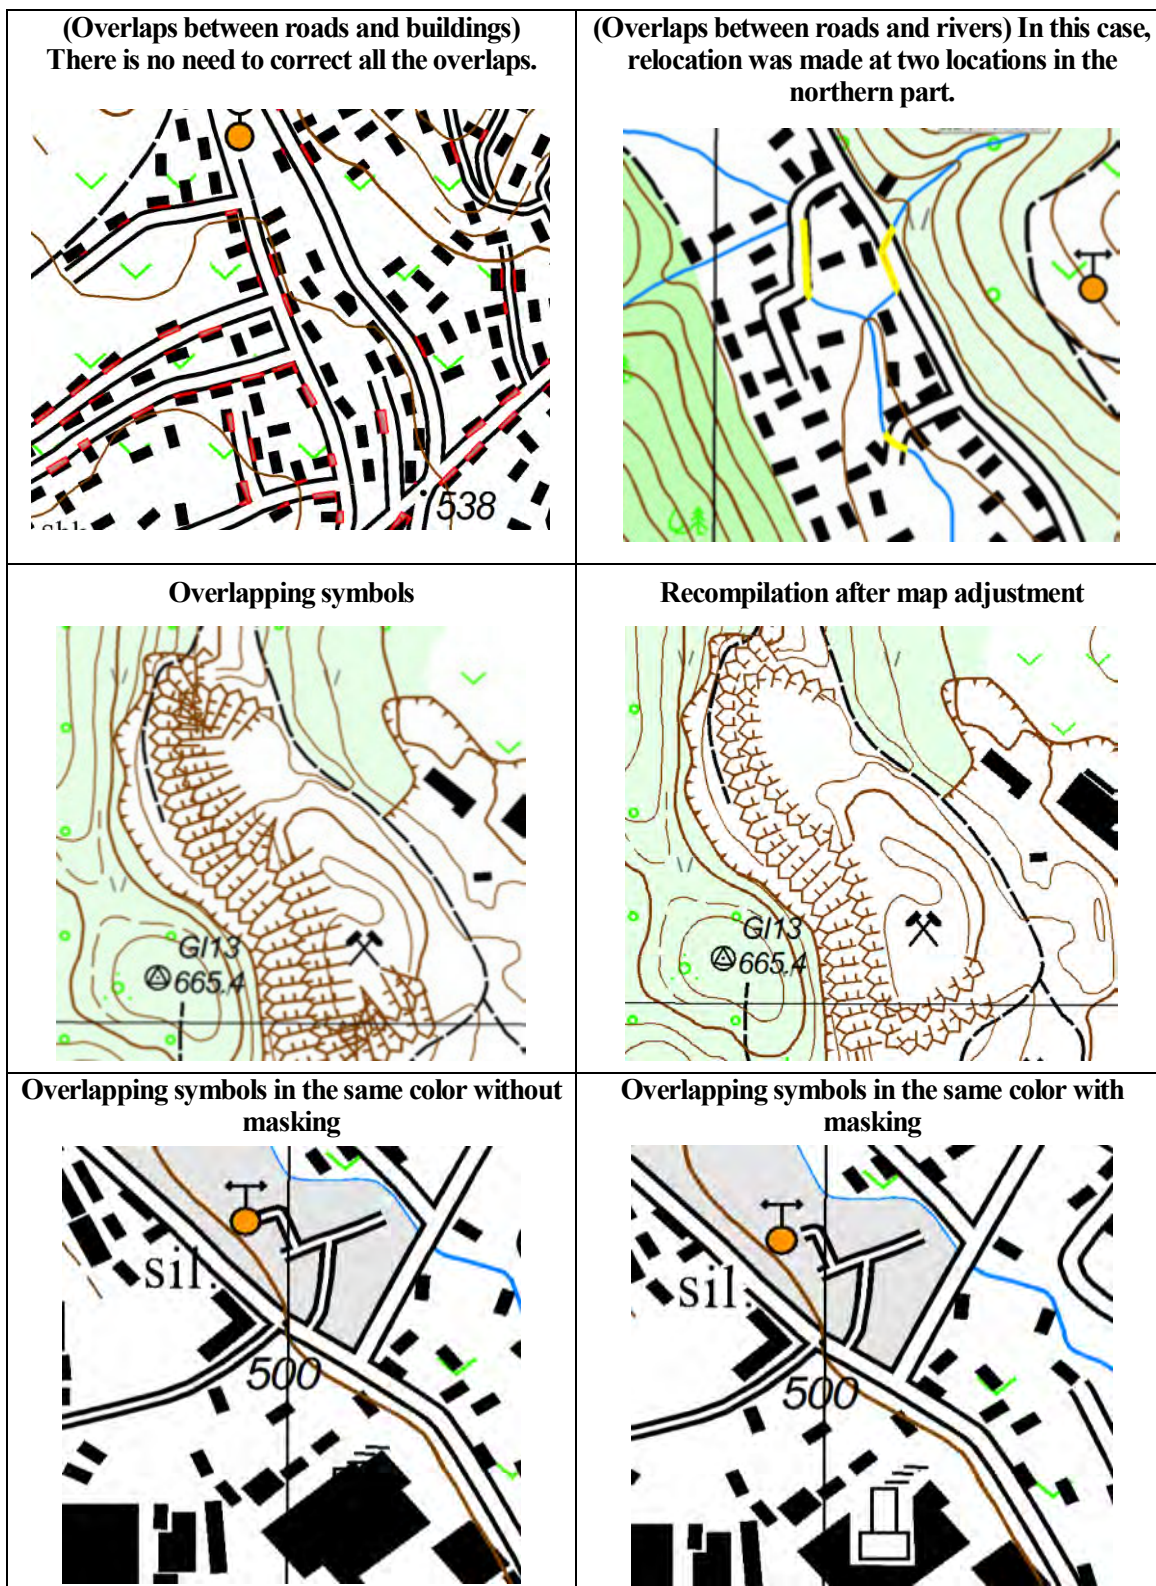 (Overlaps between roads and buildings)
There is no need to correct all the overlaps.
538
(Overlaps between roads and rivers) In this case,
relocation was made at two locations in the
northern part.
Overlapping symbols
GI13
665.4
Recompilation after map adjustment
GI13
665.4
Overlapping symbols in the same color without
masking
sil.
500
Overlapping symbols in the same color with
masking
sil.
500